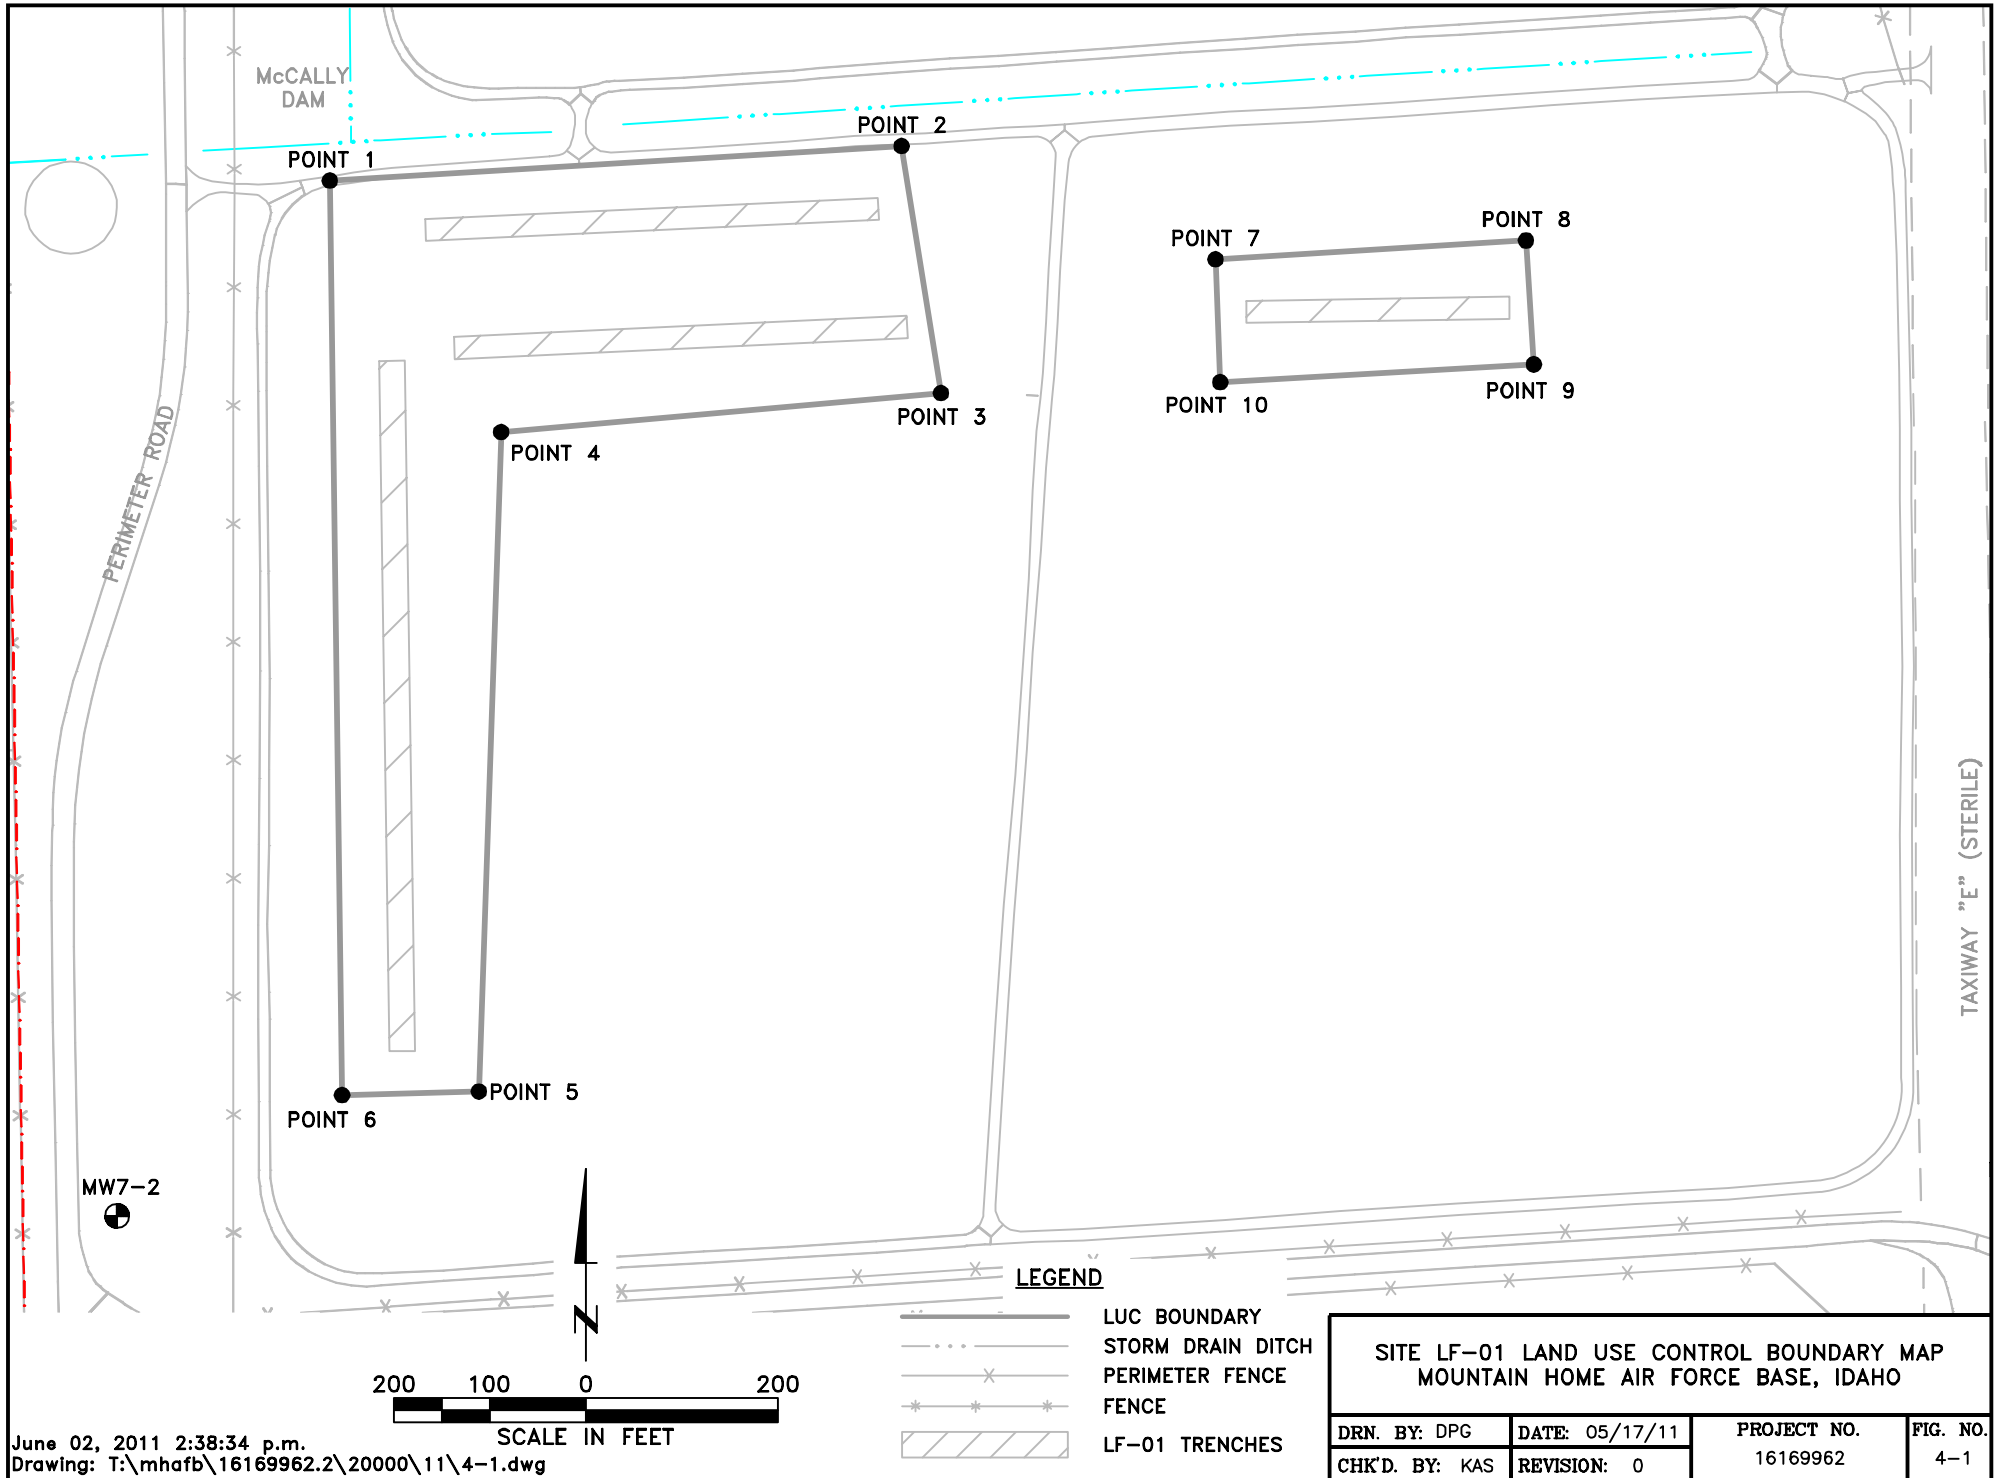 McCALLY
DAM
POINT 1
POINT 2
POINT 7
POINT 8
POINT 3
POINT 10
POINT 9
POINT 4
PERIMETER ROAD
TAXIWAY "E" (STERILE)
POINT 5
POINT 6
MW7-2
N
200 100 0 200
SCALE IN FEET
LEGEND
LUC BOUNDARY
STORM DRAIN DITCH
PERIMETER FENCE
FENCE
LF-01 TRENCHES
SITE LF-01 LAND USE CONTROL BOUNDARY MAP
MOUNTAIN HOME AIR FORCE BASE, IDAHO
DRN. BY: DPG
DATE: 05/17/11
PROJECT NO.
16169962
FIG. NO.
4-1
CHK'D. BY: KAS
REVISION: 0
June 02, 2011 2:38:34 p.m.
Drawing: T:\mhafb\16169962.2\20000\11\4-1.dwg